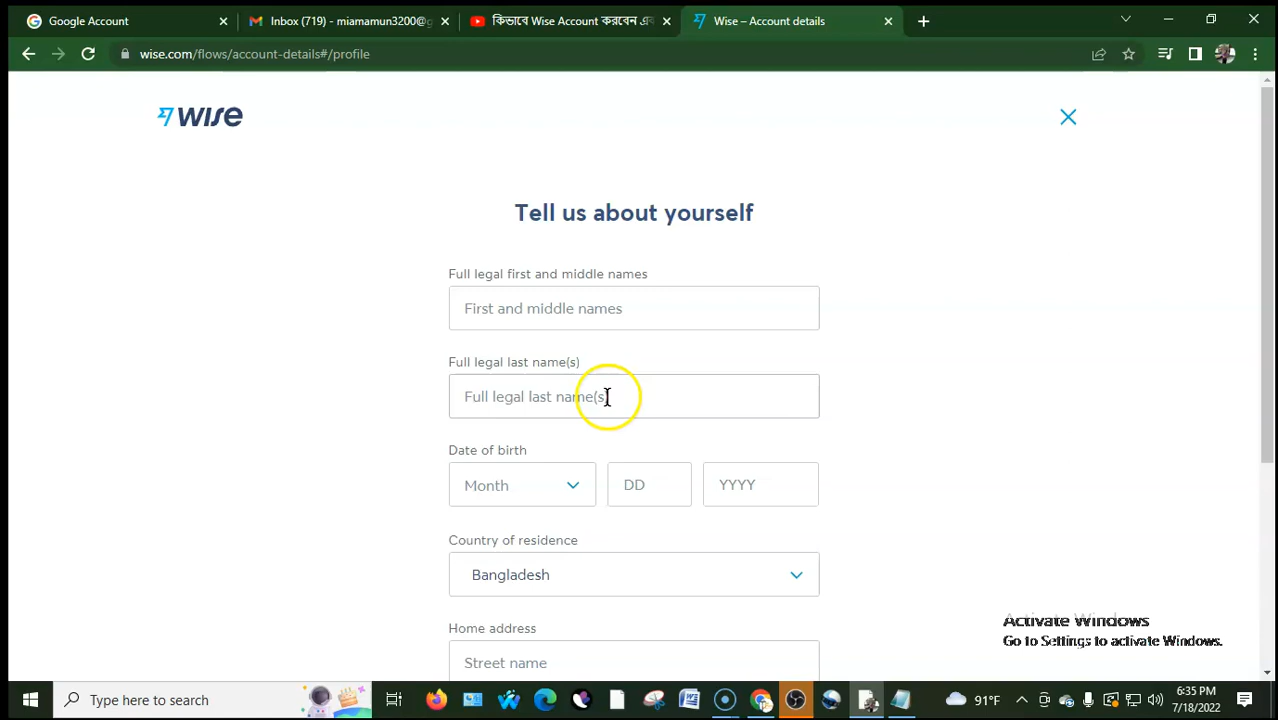 Google Account
Inbox (719) - miamamun3200@g
কিভাবে Wise Account করবেন এবং
Wise – Account details
wise.com/flows/account-details#/profile
wise
Tell us about yourself
Full legal first and middle names
First and middle names
Full legal last name(s)
Full legal last name(s)
Date of birth
Month
DD
YYYY
Country of residence
Bangladesh
Home address
Street name
Activate Windows
Go to Settings to activate Windows.
Type here to search
91°F
6:35 PM
7/18/2022